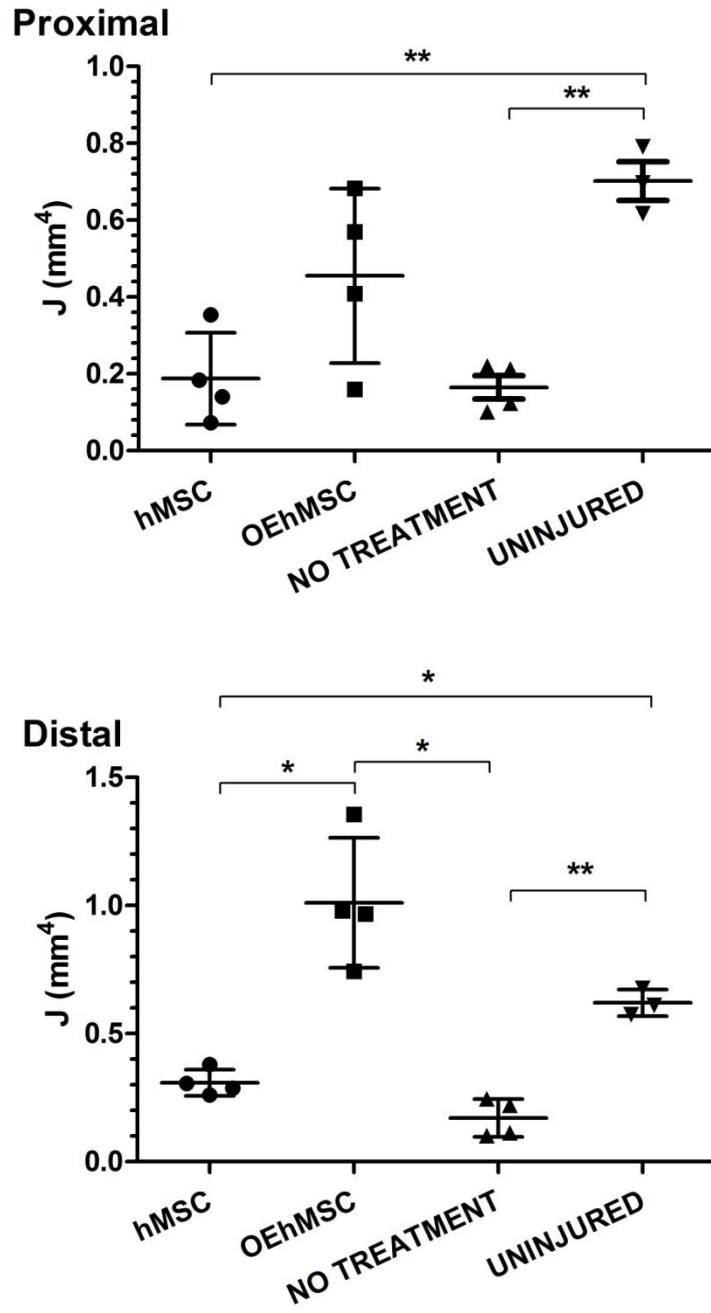 Proximal
**
**
1.0
0.8
0.6
0.4
0.2
0.0
J (mm⁴)
hMSC
OEhMSC
NO TREATMENT
UNINJURED
*
Distal
*
*
**
1.5
1.0
0.5
0.0
J (mm⁴)
hMSC
OEhMSC
NO TREATMENT
UNINJURED